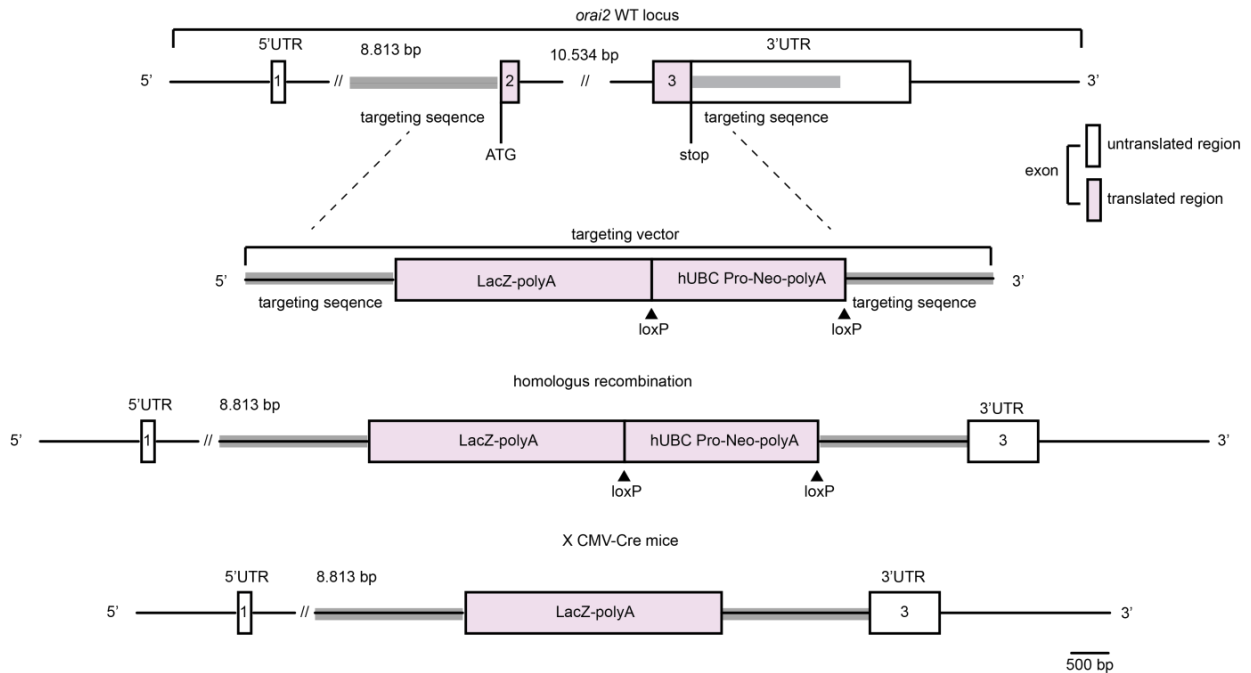 orai2 WT locus
5'UTR
8.813 bp
10.534 bp
3'UTR
5'
1
//
2
//
3
3'
targeting seqence
targeting seqence
ATG
stop
exon
untranslated region
translated region
targeting vector
5'
LacZ-polyA
hUBC Pro-Neo-polyA
3'
targeting seqence
targeting seqence
loxP
loxP
homologus recombination
5'UTR
8.813 bp
3'UTR
5'
1
//
LacZ-polyA
hUBC Pro-Neo-polyA
3
3'
loxP
loxP
X CMV-Cre mice
5'UTR
8.813 bp
3'UTR
5'
1
//
LacZ-polyA
3
3'
500 bp